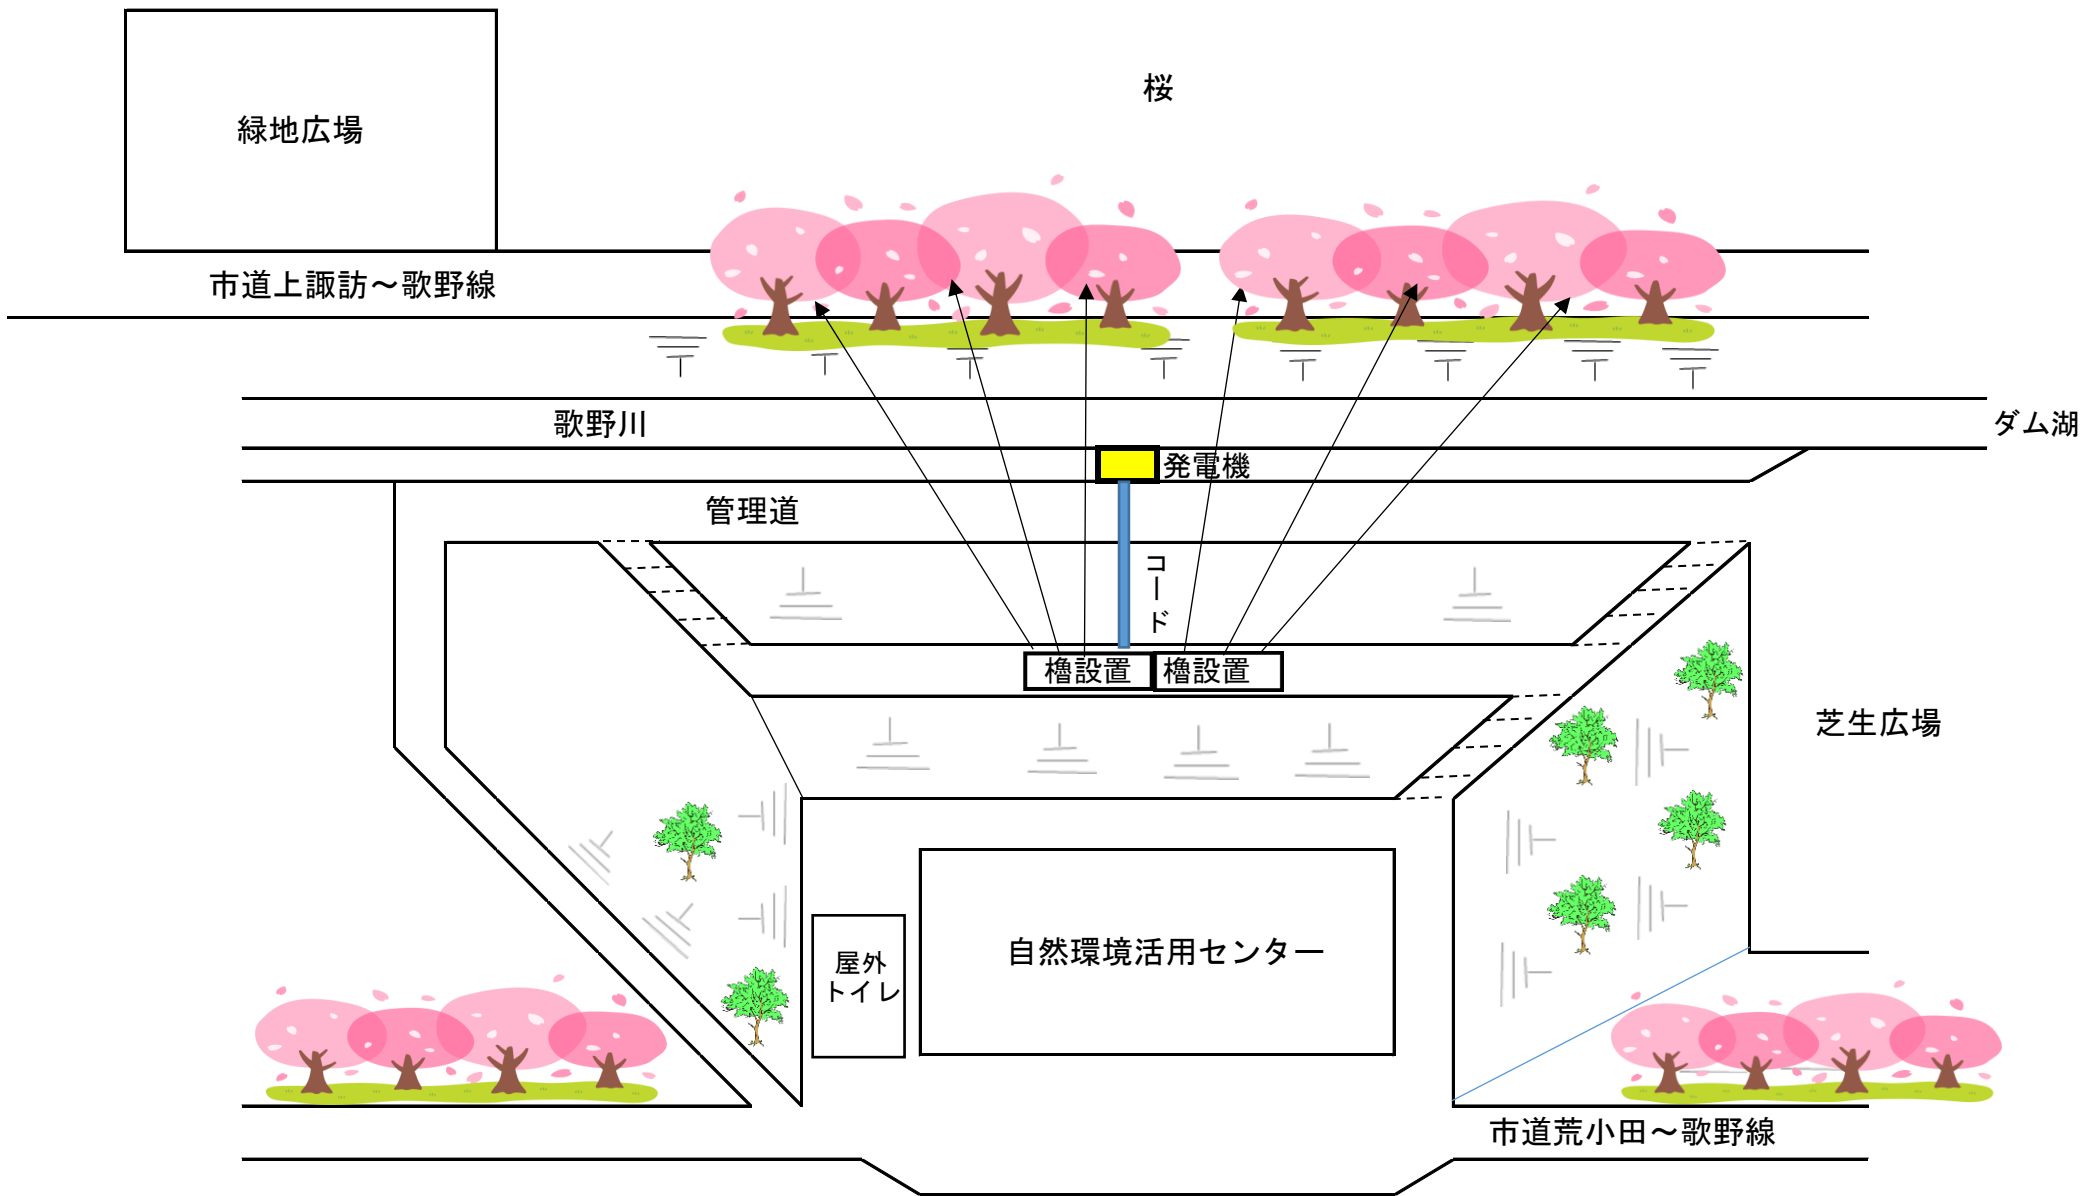 桜
緑地広場
市道上諏訪～歌野線
歌野川
ダム湖
発電機
管理道
コード
櫓設置
櫓設置
芝生広場
自然環境活用センター
屋外
トイレ
市道荒小田～歌野線